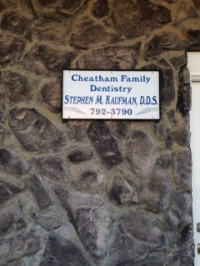 Cheatham Family
Dentistry
STEPHEN M. KAUFMAN, D.D.S.
792-3790